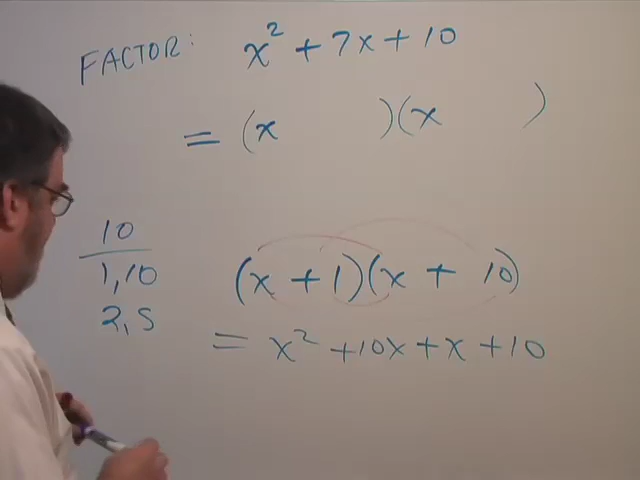 FACTOR: x² + 7x + 10
= (x )(x )
10
1,10
2,5
(x + 1)(x + 10)
= x² + 10x + x + 10